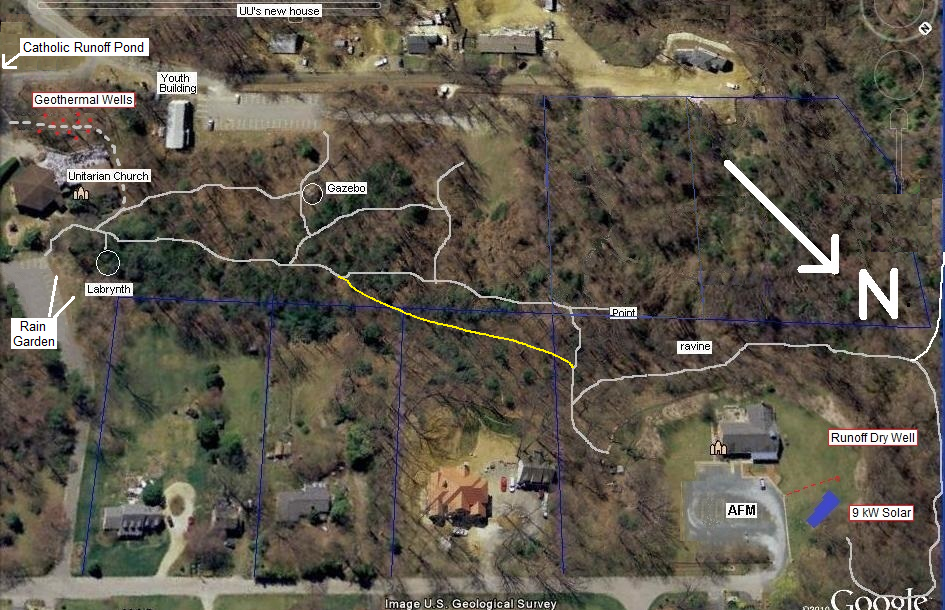 UU's new house
N
Catholic Runoff Pond
Youth
Building
Geothermal Wells
Unitarian Church
Gazebo
Labrynth
Rain
Garden
Point
N
ravine
Runoff Dry Well
AFM
9 kW Solar
Image U.S. Geological Survey
©2010 Google